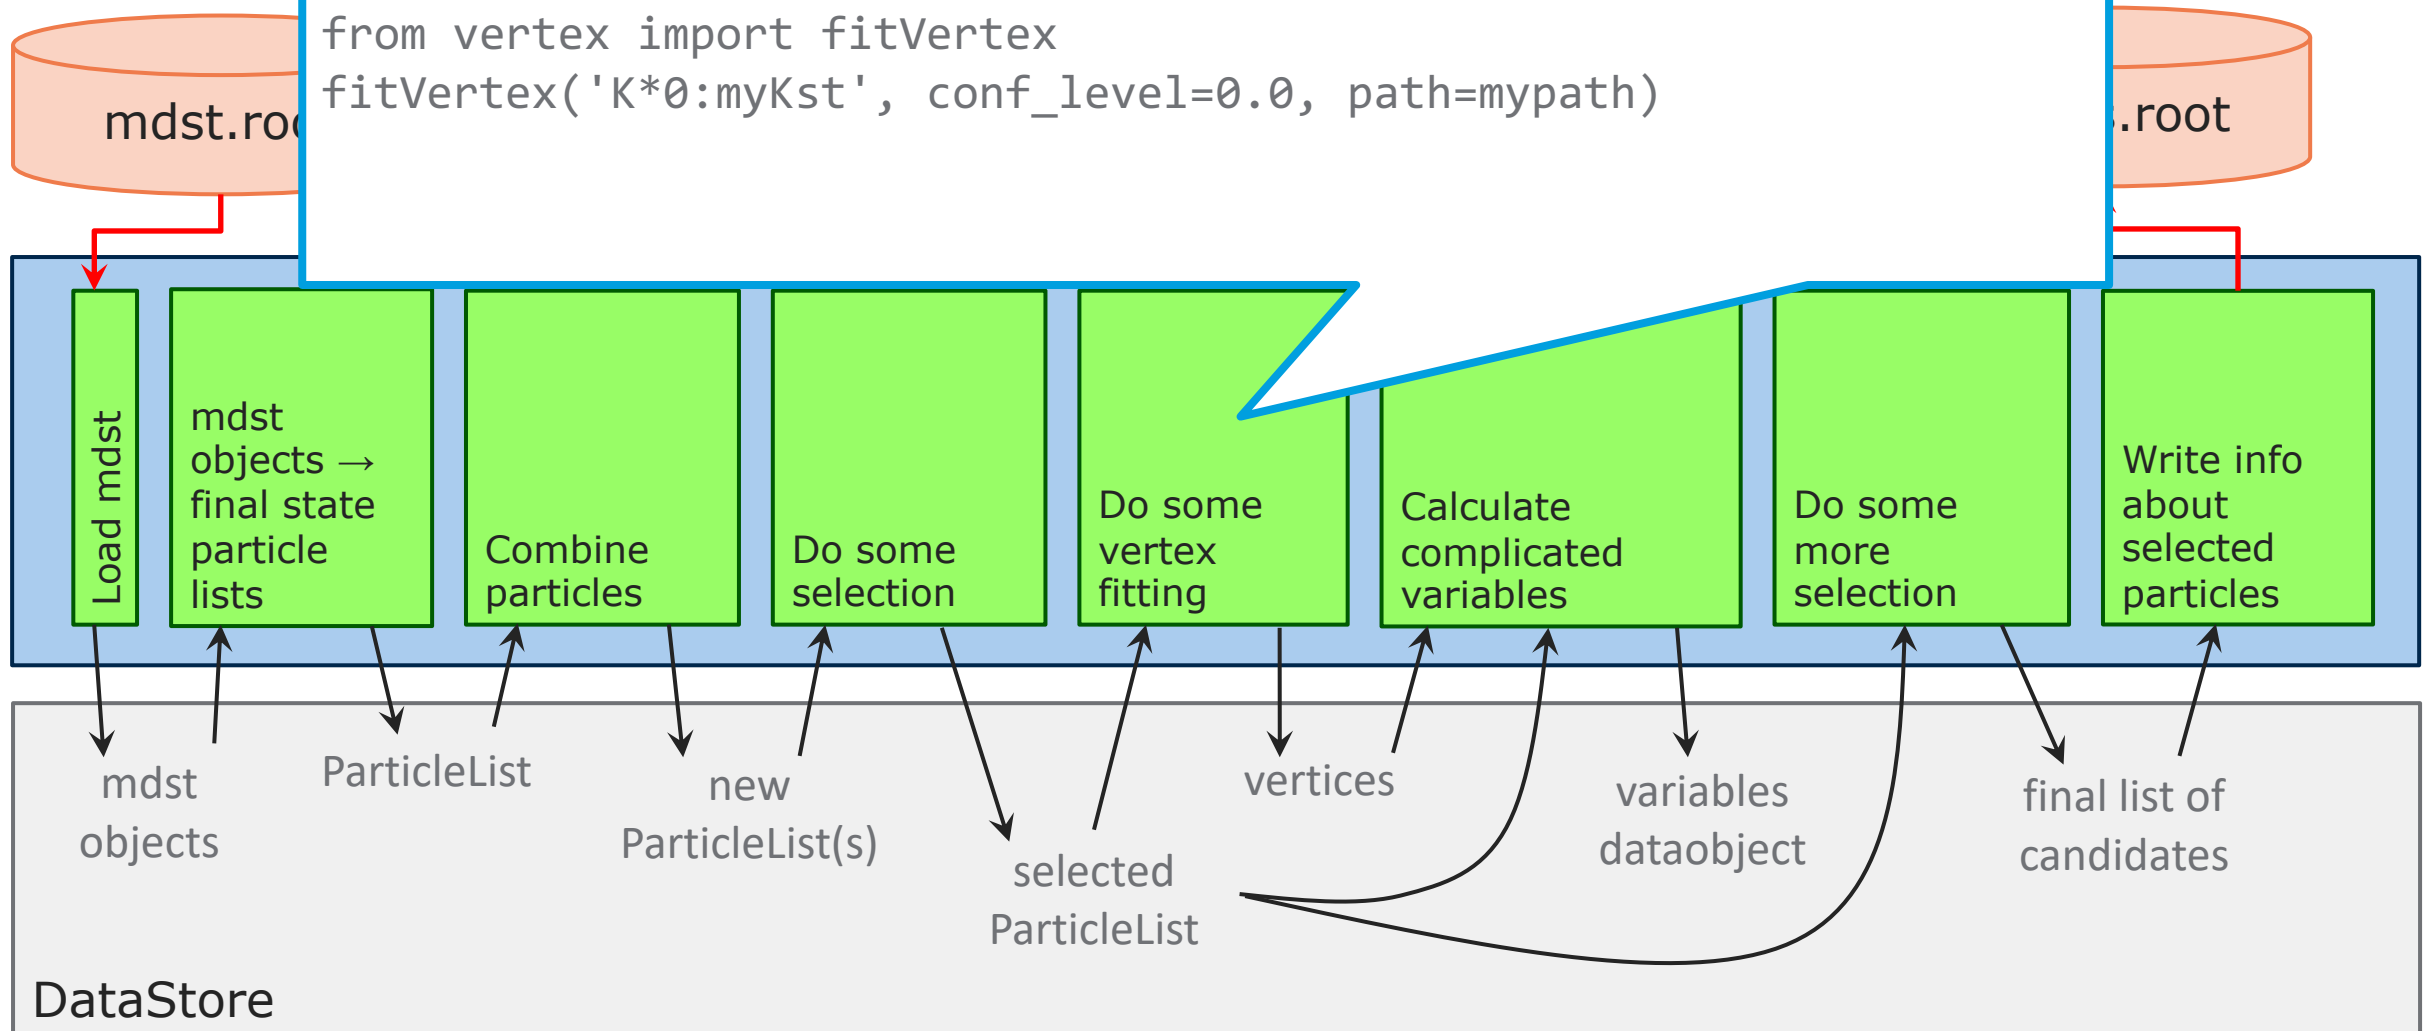 from vertex import fitVertex
fitVertex('K*0:myKst', conf_level=0.0, path=mypath)
.root
Load mdst
mdst
objects →
final state
particle
lists
Combine
particles
Do some
selection
Do some
vertex
fitting
Calculate
complicated
variables
Do some
more
selection
Write info
about
selected
particles
mdst
objects
ParticleList
new
ParticleList(s)
selected
ParticleList
vertices
variables
dataobject
final list of
candidates
DataStore